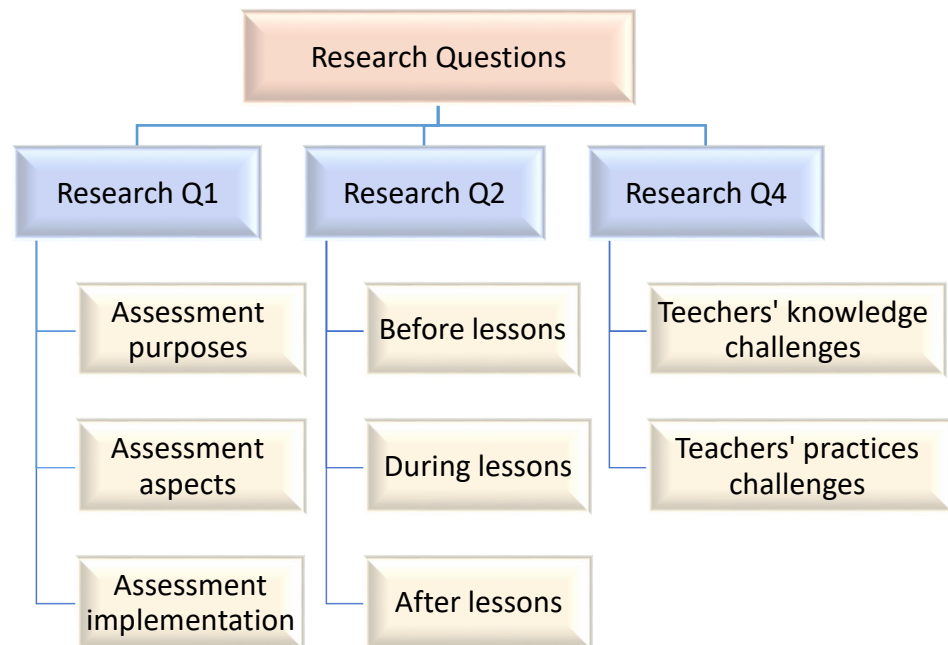 Research Questions
Research Q1
Assessment
purposes
Assessment
aspects
Assessment
implementation
Research Q2
Before lessons
During lessons
After lessons
Research Q4
Teechers' knowledge
challenges
Teachers' practices
challenges